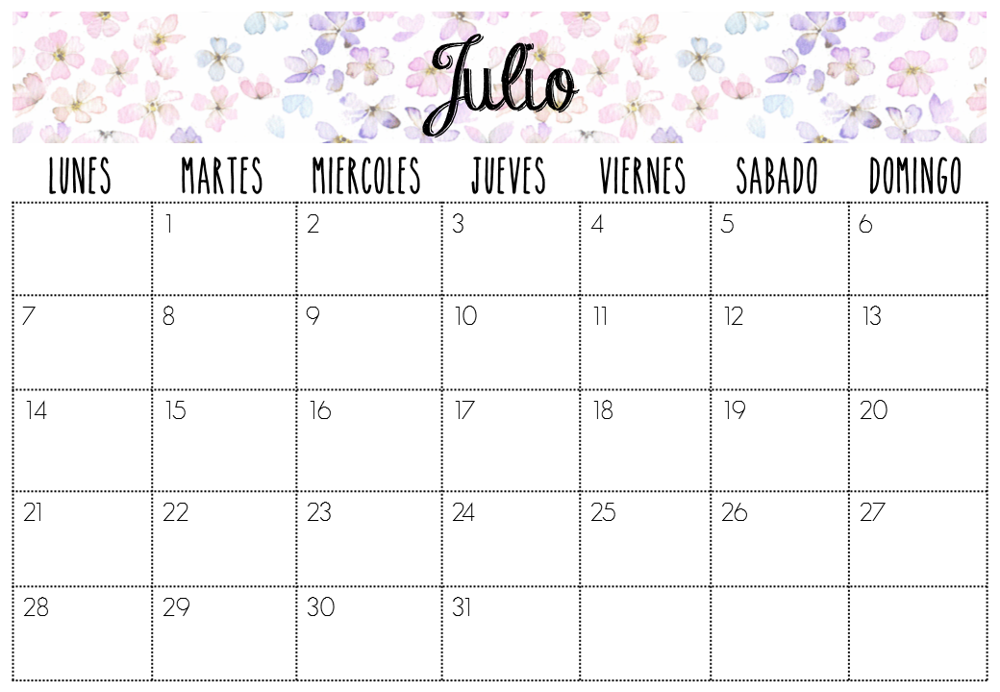 Julio
LUNES MARTES MIERCOLES JUEVES VIERNES SABADO DOMINGO
1 2 3 4 5 6
7 8 9 10 11 12 13
14 15 16 17 18 19 20
21 22 23 24 25 26 27
28 29 30 31